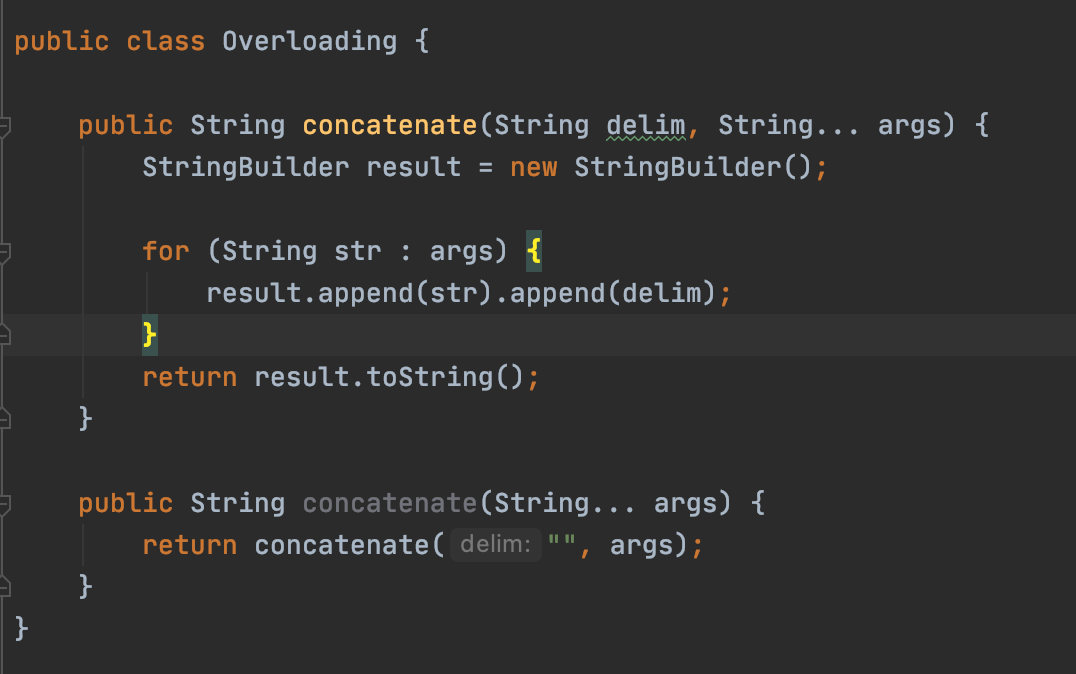 public class Overloading {
public String concatenate(String delim, String... args) {
StringBuilder result = new StringBuilder();
for (String str : args) {
result.append(str).append(delim);
}
return result.toString();
}
public String concatenate(String... args) {
return concatenate( delim: "", args);
}
}